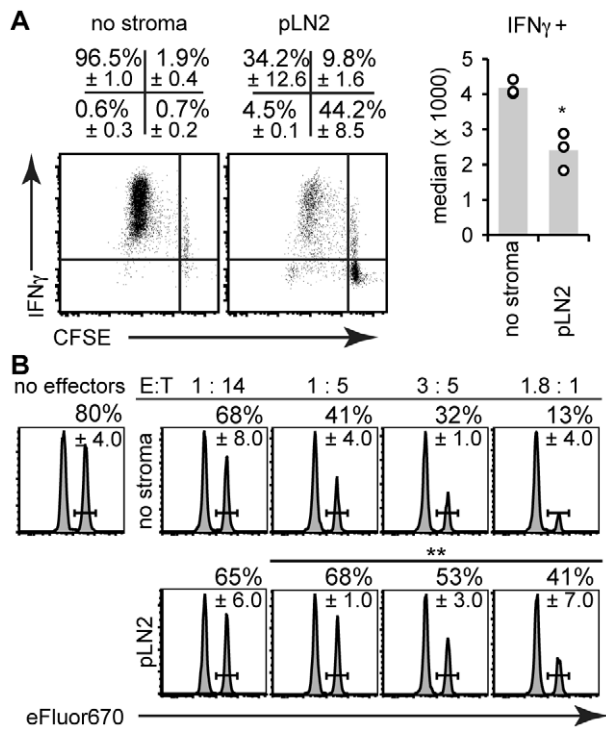 A
no stroma
pLN2
IFNγ +
96.5% 1.9%
± 1.0 ± 0.4
0.6% 0.7%
± 0.3 ± 0.2
34.2% 9.8%
± 12.6 ± 1.6
4.5% 44.2%
± 0.1 ± 8.5
IFNγ
CFSE
median (x 1000)
5
4
3
2
1
0
*
no stroma
pLN2
B
no effectors E:T 1 : 14 1 : 5 3 : 5 1.8 : 1
80%
± 4.0
no stroma
68%
± 8.0
41%
± 4.0
32%
± 1.0
13%
± 4.0
**
pLN2
65%
± 6.0
68%
± 1.0
53%
± 3.0
41%
± 7.0
eFluor670